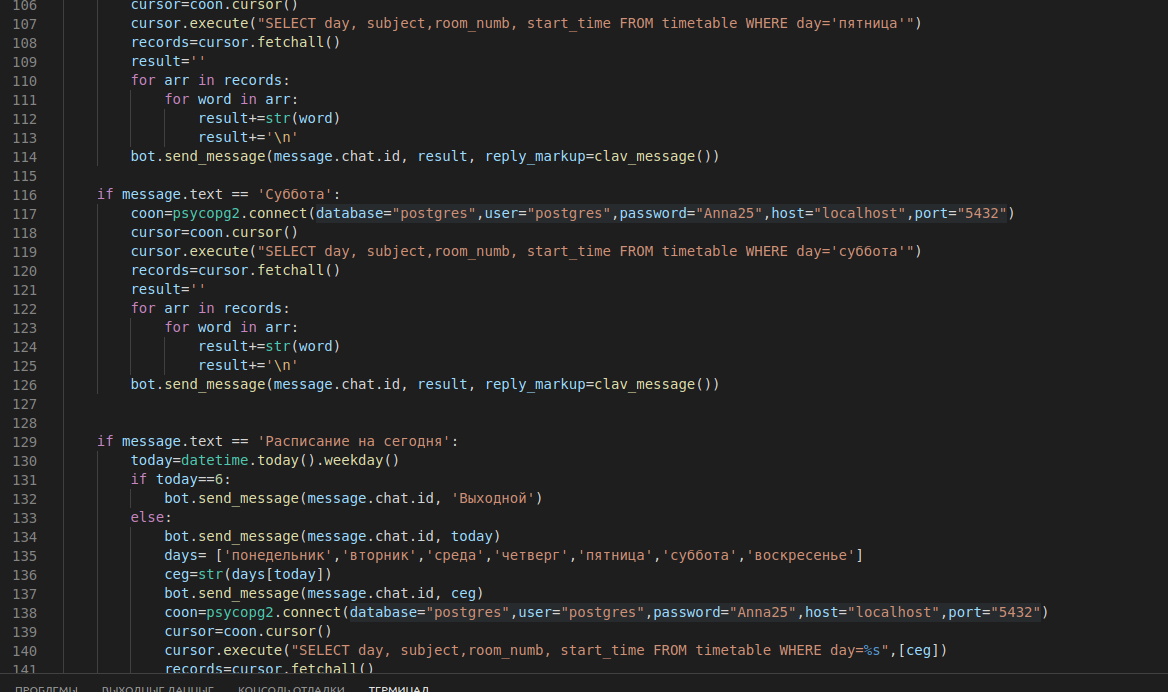 106 cursor=coon.cursor()
107 cursor.execute("SELECT day, subject,room_numb, start_time FROM timetable WHERE day='пятница'")
108 records=cursor.fetchall()
109 result=''
110 for arr in records:
111 for word in arr:
112 result+=str(word)
113 result+='\n'
114 bot.send_message(message.chat.id, result, reply_markup=clav_message())
115
116 if message.text == 'Суббота':
117 coon=psycopg2.connect(database="postgres",user="postgres",password="Anna25",host="localhost",port="5432")
118 cursor=coon.cursor()
119 cursor.execute("SELECT day, subject,room_numb, start_time FROM timetable WHERE day='суббота'")
120 records=cursor.fetchall()
121 result=''
122 for arr in records:
123 for word in arr:
124 result+=str(word)
125 result+='\n'
126 bot.send_message(message.chat.id, result, reply_markup=clav_message())
127
128
129 if message.text == 'Расписание на сегодня':
130 today=datetime.today().weekday()
131 if today==6:
132 bot.send_message(message.chat.id, 'Выходной')
133 else:
134 bot.send_message(message.chat.id, today)
135 days= ['понедельник','вторник','среда','четверг','пятница','суббота','воскресенье']
136 ceg=str(days[today])
137 bot.send_message(message.chat.id, ceg)
138 coon=psycopg2.connect(database="postgres",user="postgres",password="Anna25",host="localhost",port="5432")
139 cursor=coon.cursor()
140 cursor.execute("SELECT day, subject,room_numb, start_time FROM timetable WHERE day=%s",[ceg])
141 records=cursor.fetchall()
ПРОБЛЕМЫ ВЫХОДНЫЕ ДАННЫЕ КОНСОЛЬ ОТЛАДКИ ТЕРМИНАЛ